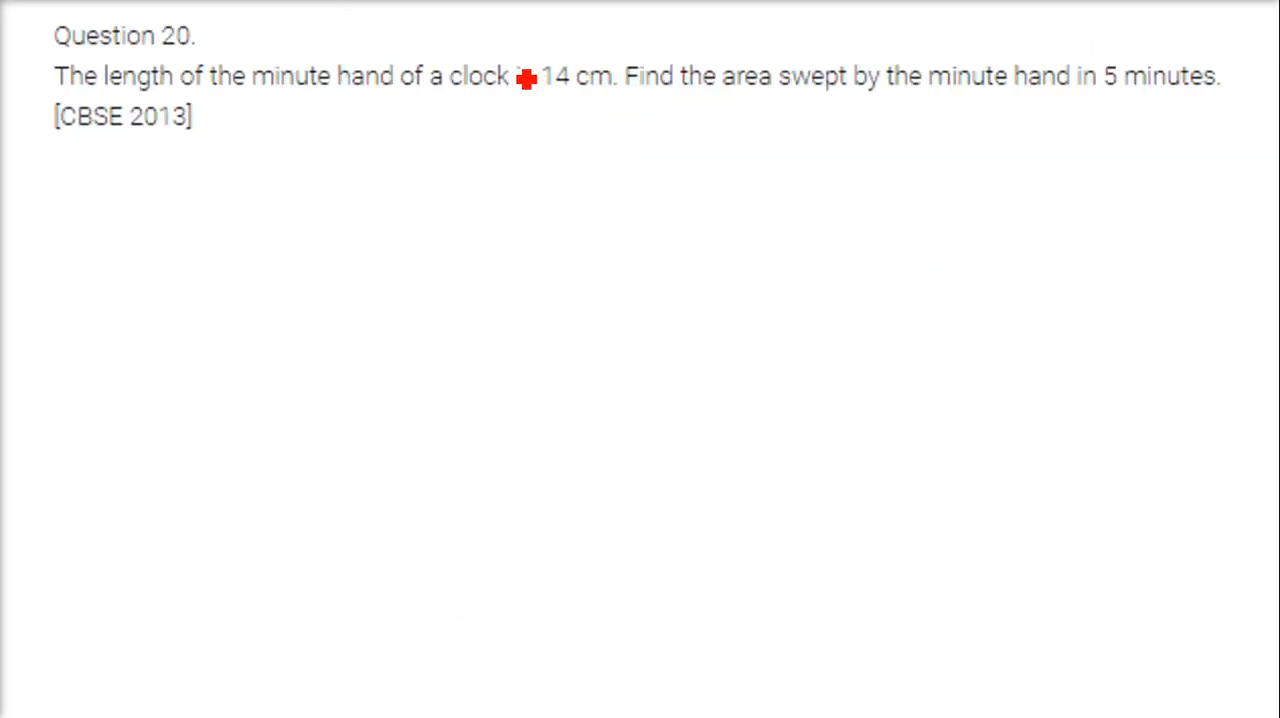 Question 20.
The length of the minute hand of a clock 14 cm. Find the area swept by the minute hand in 5 minutes.
[CBSE 2013]